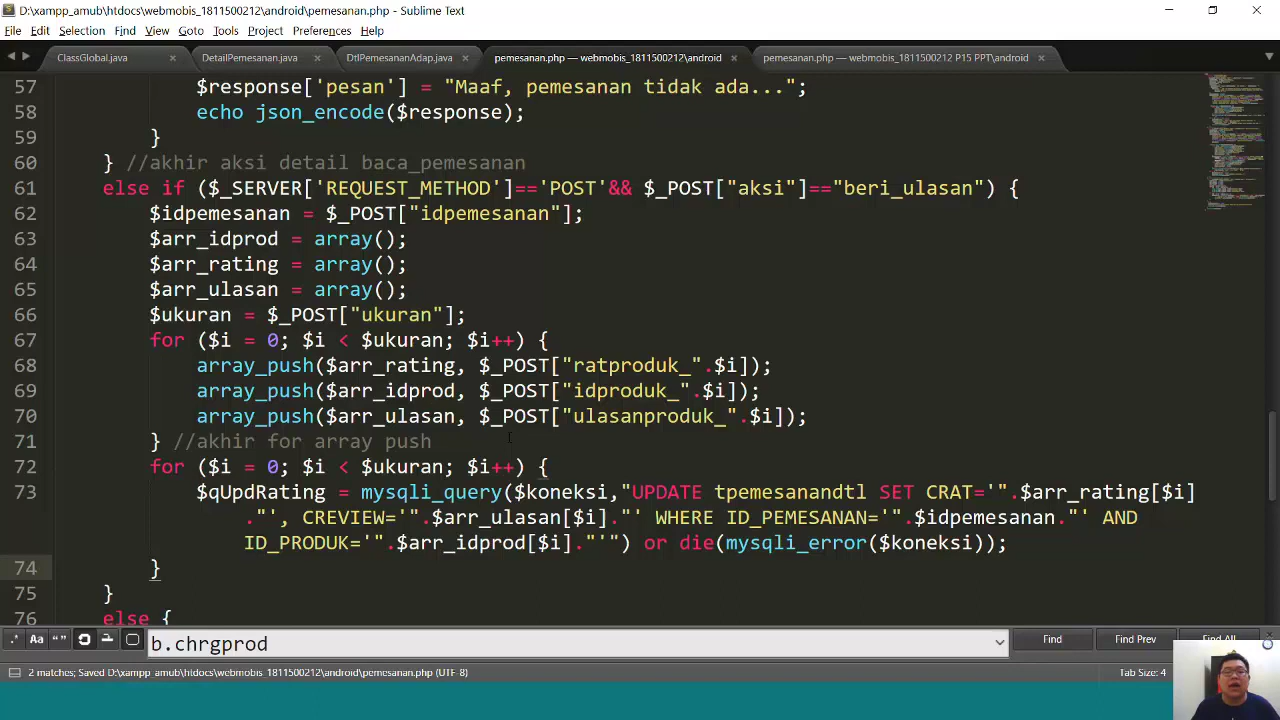 D:\xampp_amub\htdocs\webmobis_1811500212\android\pemesanan.php - Sublime Text
File Edit Selection Find View Goto Tools Project Preferences Help
ClassGlobal.java × DetailPemesanan.java × DtlPemesananAdap.java × pemesanan.php — webmobis_1811500212\android × pemesanan.php — webmobis_1811500212 P15 PPT\android ×
57 $response['pesan'] = "Maaf, pemesanan tidak ada...";
58 echo json_encode($response);
59 }
60 } //akhir aksi detail baca_pemesanan
61 else if ($_SERVER['REQUEST_METHOD']=='POST'&& $_POST["aksi"]=="beri_ulasan") {
62 $idpemesanan = $_POST["idpemesanan"];
63 $arr_idprod = array();
64 $arr_rating = array();
65 $arr_ulasan = array();
66 $ukuran = $_POST["ukuran"];
67 for ($i = 0; $i < $ukuran; $i++) {
68 array_push($arr_rating, $_POST["ratproduk_".$i]);
69 array_push($arr_idprod, $_POST["idproduk_".$i]);
70 array_push($arr_ulasan, $_POST["ulasanproduk_".$i]);
71 } //akhir for array push
72 for ($i = 0; $i < $ukuran; $i++) {
73 $qUpdRating = mysqli_query($koneksi,"UPDATE tpemesanandtl SET CRAT='".$arr_rating[$i]
."', CREVIEW='".$arr_ulasan[$i]."' WHERE ID_PEMESANAN='".$idpemesanan."' AND
ID_PRODUK='".$arr_idprod[$i]."'") or die(mysqli_error($koneksi));
74 }
75 }
76 else {
.* Aa “” b.chrgprod Find Find Prev Find All
2 matches; Saved D:\xampp_amub\htdocs\webmobis_1811500212\android\pemesanan.php (UTF-8) Tab Size: 4